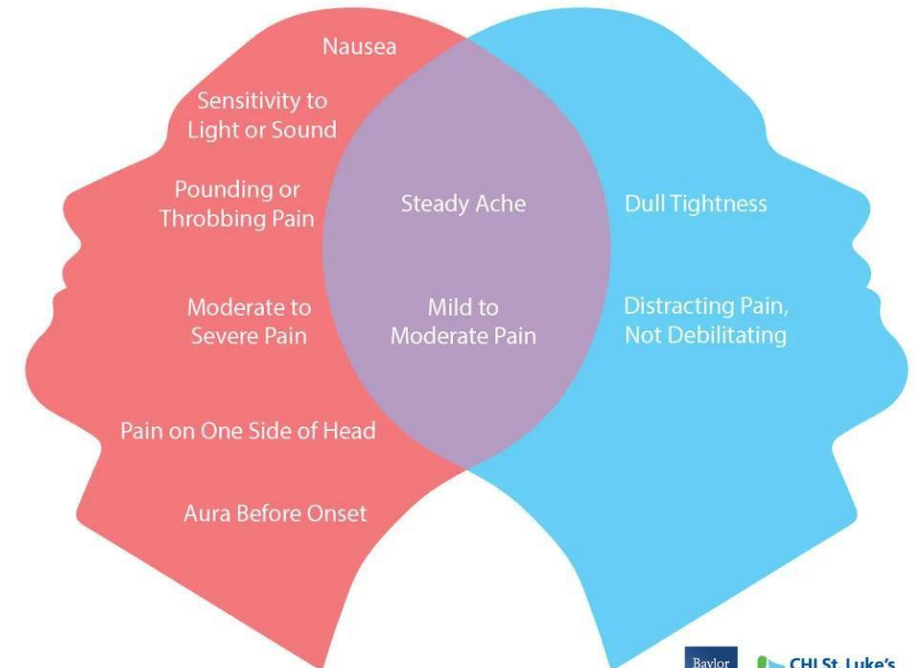 Nausea
Sensitivity to
Light or Sound
Pounding or
Throbbing Pain
Steady Ache
Dull Tightness
Moderate to
Severe Pain
Mild to
Moderate Pain
Distracting Pain,
Not Debilitating
Pain on One Side of Head
Aura Before Onset
Baylor
CHI St. Luke's